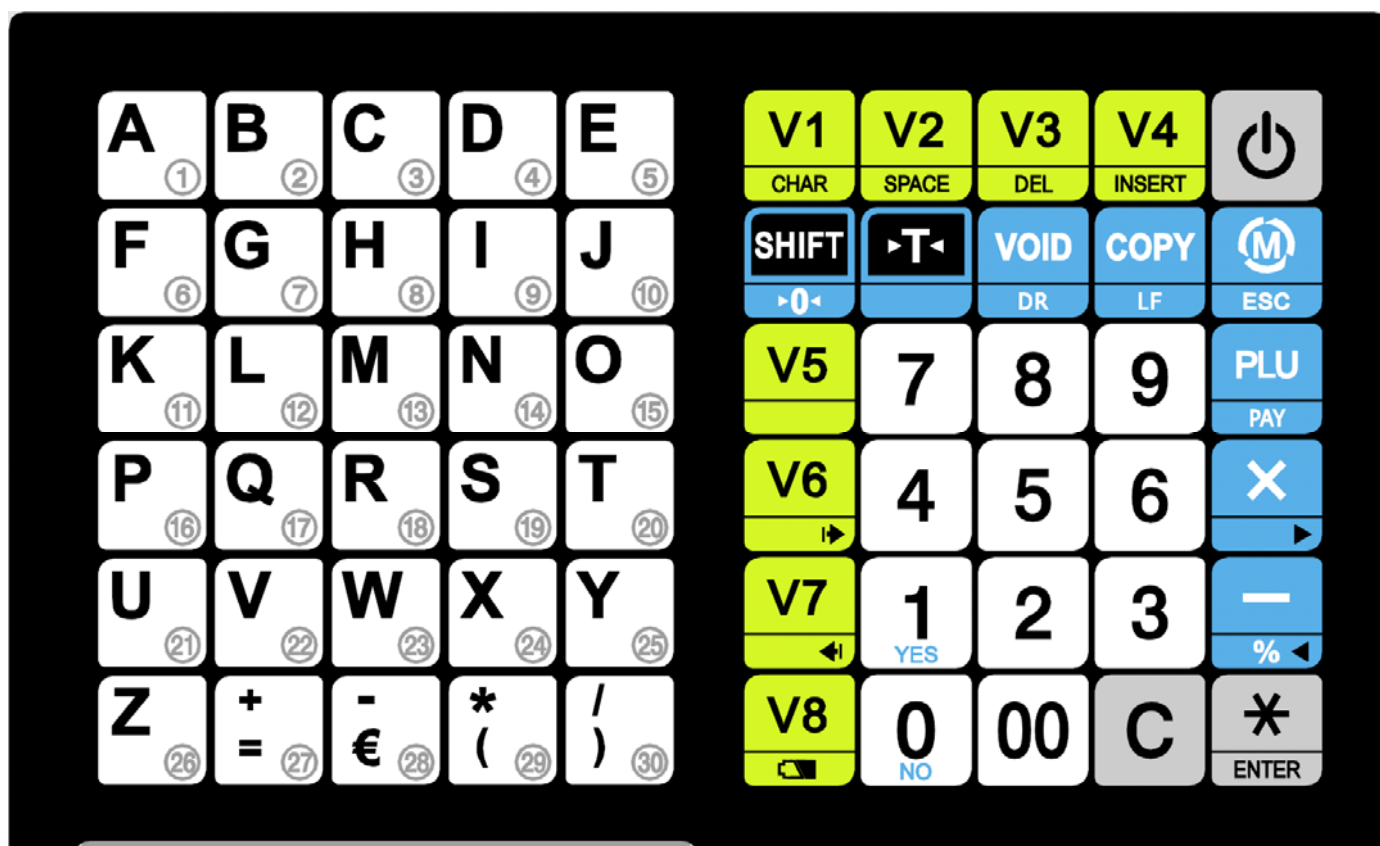 A B C D E
1 2 3 4 5
F G H I J
6 7 8 9 10
K L M N O
11 12 13 14 15
P Q R S T
16 17 18 19 20
U V W X Y
21 22 23 24 25
Z + - * /
= € ( )
26 27 28 29 30
V1 V2 V3 V4
CHAR SPACE DEL INSERT
SHIFT ▸T◂ VOID COPY M
▸0◂ DR LF ESC
V5 7 8 9 PLU
PAY
V6 4 5 6 ×
V7 1 2 3 −
YES %
V8 0 00 C *
NO ENTER